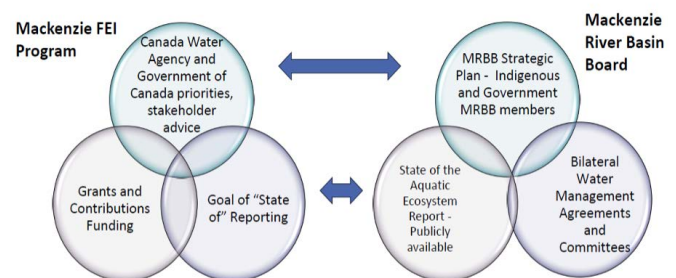 Mackenzie FEI
Program
Canada Water
Agency and
Government of
Canada priorities,
stakeholder
advice
Grants and
Contributions
Funding
Goal of "State
of" Reporting
Mackenzie
River Basin
Board
MRBB Strategic
Plan - Indigenous
and Government
MRBB members
State of the
Aquatic
Ecosystem
Report -
Publicly
available
Bilateral
Water
Management
Agreements
and
Committees